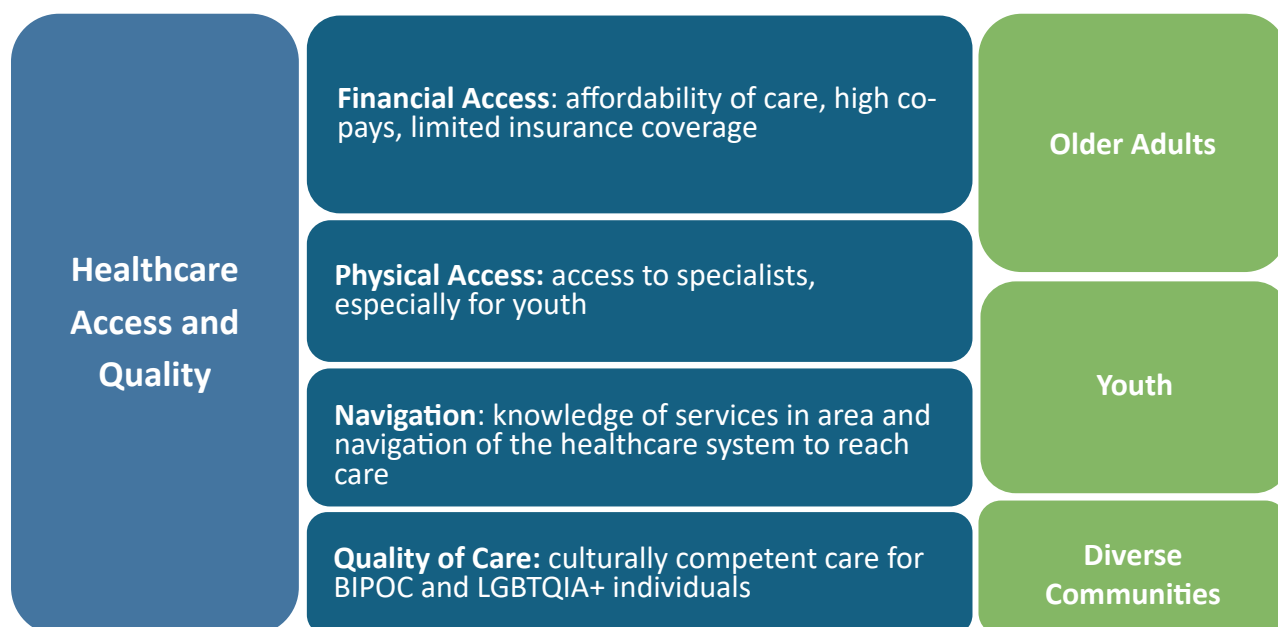 Healthcare
Access and
Quality
Financial Access: affordability of care, high co-
pays, limited insurance coverage
Physical Access: access to specialists,
especially for youth
Navigation: knowledge of services in area and
navigation of the healthcare system to reach
care
Quality of Care: culturally competent care for
BIPOC and LGBTQIA+ individuals
Older Adults
Youth
Diverse
Communities